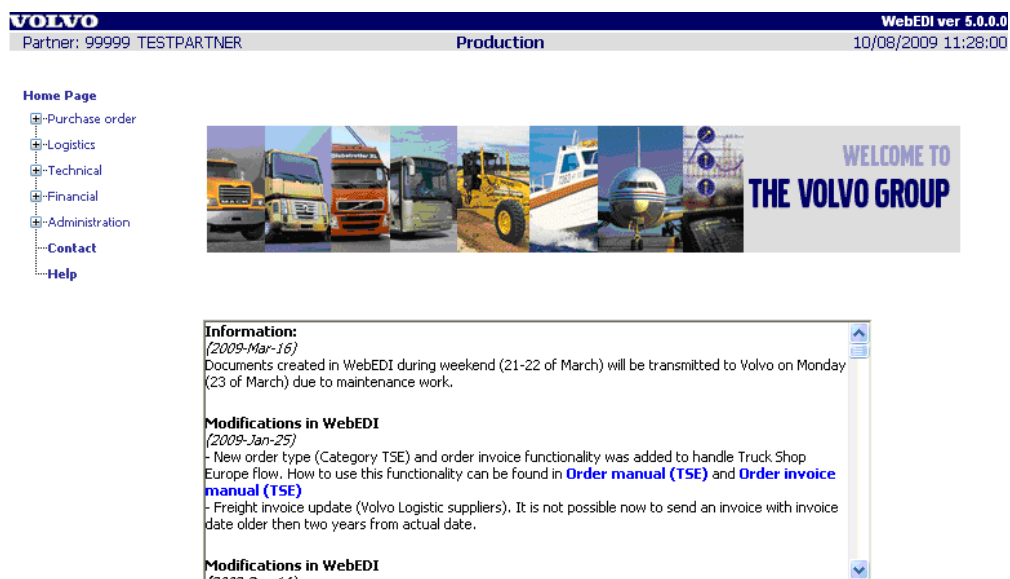 VOLVO WebEDI ver 5.0.0.0
Partner: 99999 TESTPARTNER Production 10/08/2009 11:28:00
Home Page
Purchase order
Logistics
Technical
Financial
Administration
Contact
Help
WELCOME TO
THE VOLVO GROUP
Information:
(2009-Mar-16)
Documents created in WebEDI during weekend (21-22 of March) will be transmitted to Volvo on Monday
(23 of March) due to maintenance work.
Modifications in WebEDI
(2009-Jan-25)
- New order type (Category TSE) and order invoice functionality was added to handle Truck Shop
Europe flow. How to use this functionality can be found in Order manual (TSE) and Order invoice
manual (TSE)
- Freight invoice update (Volvo Logistic suppliers). It is not possible now to send an invoice with invoice
date older then two years from actual date.
Modifications in WebEDI